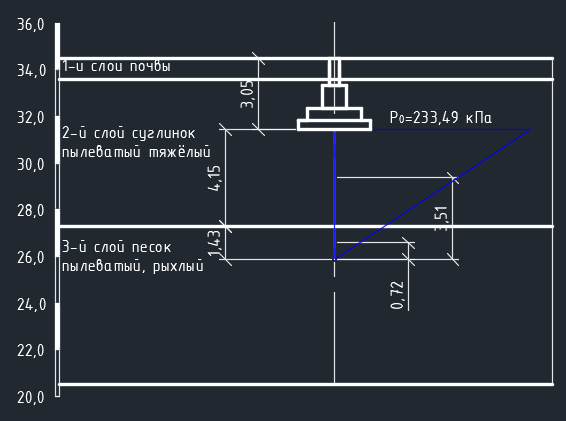 36,0
34,0
1-й слой почвы
3,05
32,0
P₀=233,49 кПа
2-й слой суглинок
пылеватый тяжёлый
30,0
4,15
28,0
3,51
3-й слой песок
пылеватый, рыхлый
1,43
26,0
0,72
24,0
22,0
20,0